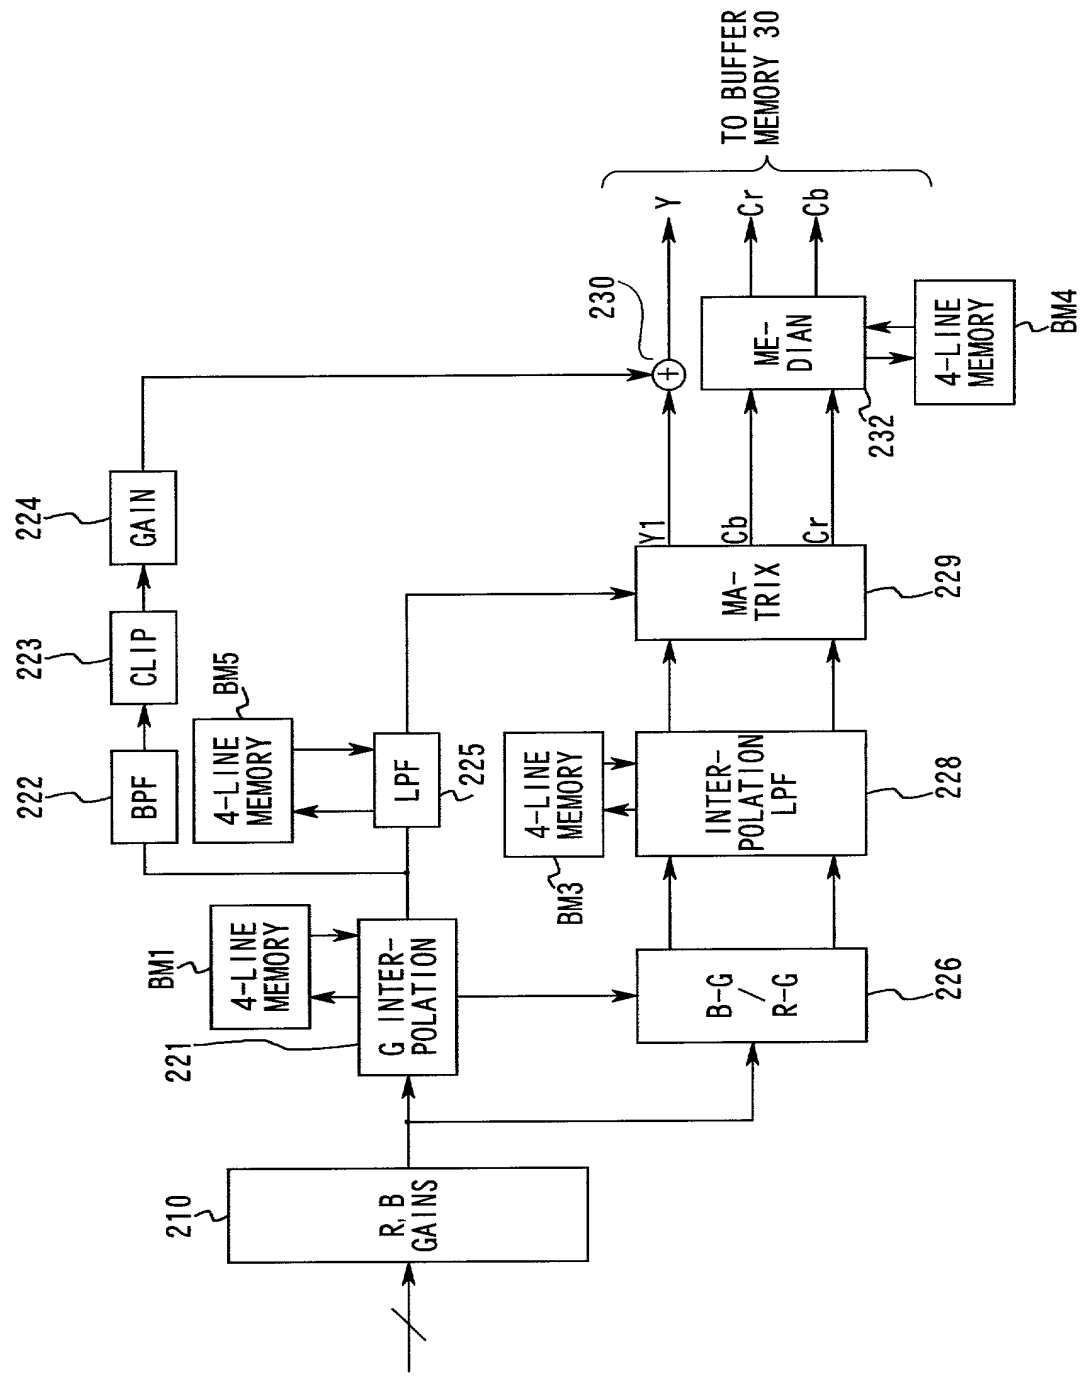 210
R, B
GAINS
221
G INTER-
POLATION
BM1
4-LINE
MEMORY
222
BPF
223
CLIP
224
GAIN
BM5
4-LINE
MEMORY
LPF
225
B-G
/
R-G
226
BM3
4-LINE
MEMORY
INTER-
POLATION
LPF
228
MA-
TRIX
229
Y1
Cb
Cr
230
+
ME-
DIAN
232
4-LINE
MEMORY
BM4
Y
Cr
Cb
TO BUFFER
MEMORY 30